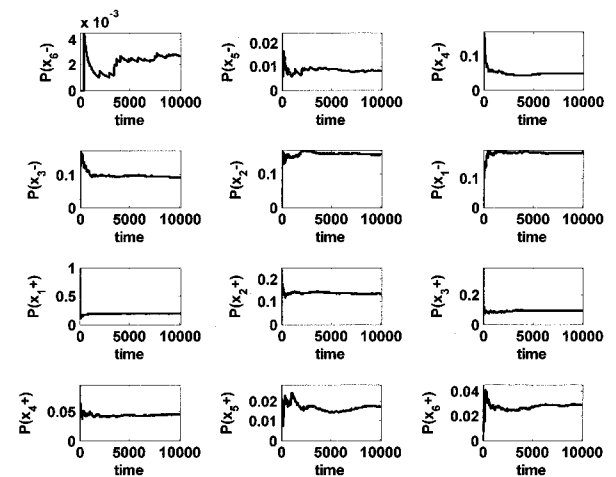 x 10⁻³
P(x₆-)
4
2
0
0 5000 10000
time
P(x₅-)
0.02
0.01
0
0 5000 10000
time
P(x₄-)
0.1
0
0 5000 10000
time
P(x₃-)
0.1
0
0 5000 10000
time
P(x₂-)
0.1
0
0 5000 10000
time
P(x₁-)
0.1
0
0 5000 10000
time
P(x₁+)
1
0.5
0
0 5000 10000
time
P(x₂+)
0.2
0.1
0
0 5000 10000
time
P(x₃+)
0.2
0
0 5000 10000
time
P(x₄+)
0.05
0
0 5000 10000
time
P(x₅+)
0.02
0.01
0
0 5000 10000
time
P(x₆+)
0.04
0.02
0
0 5000 10000
time